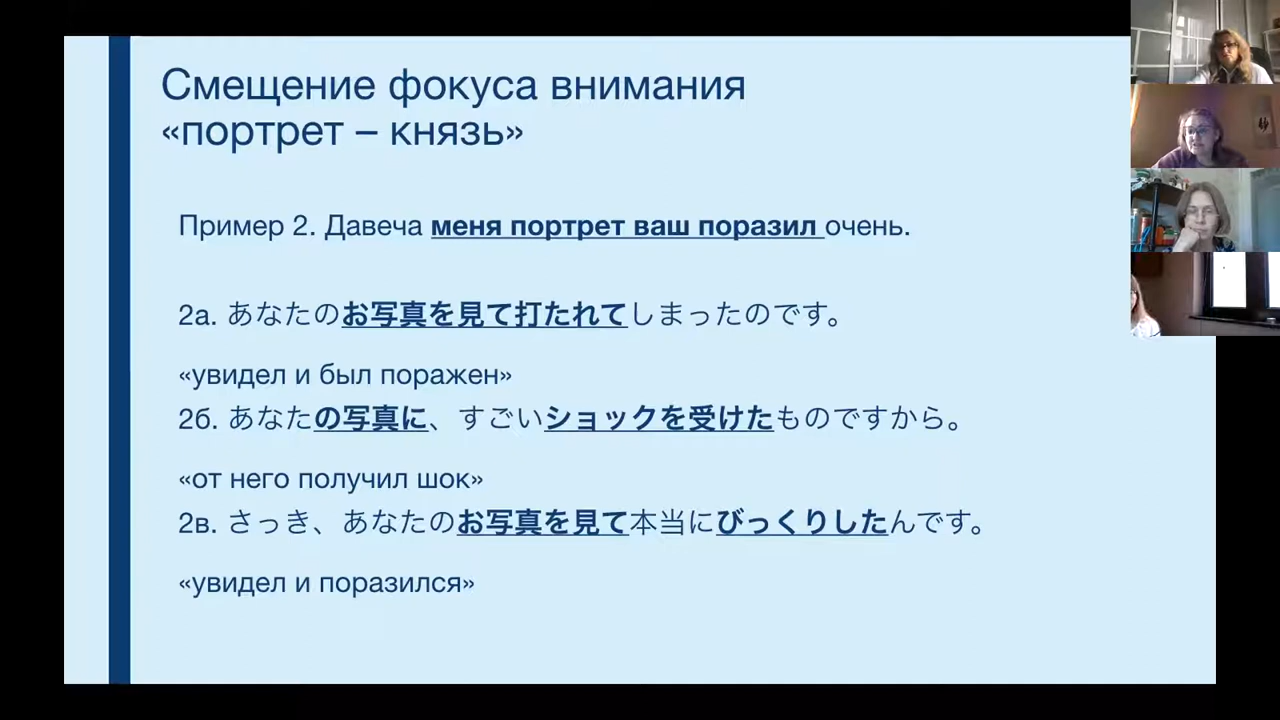 Смещение фокуса внимания
«портрет – князь»
Пример 2. Давеча меня портрет ваш поразил очень.
2а. あなたのお写真を見て打たれてしまったのです。
«увидел и был поражен»
2б. あなたの写真に、すごいショックを受けたものですから。
«от него получил шок»
2в. さっき、あなたのお写真を見て本当にびっくりしたんです。
«увидел и поразился»